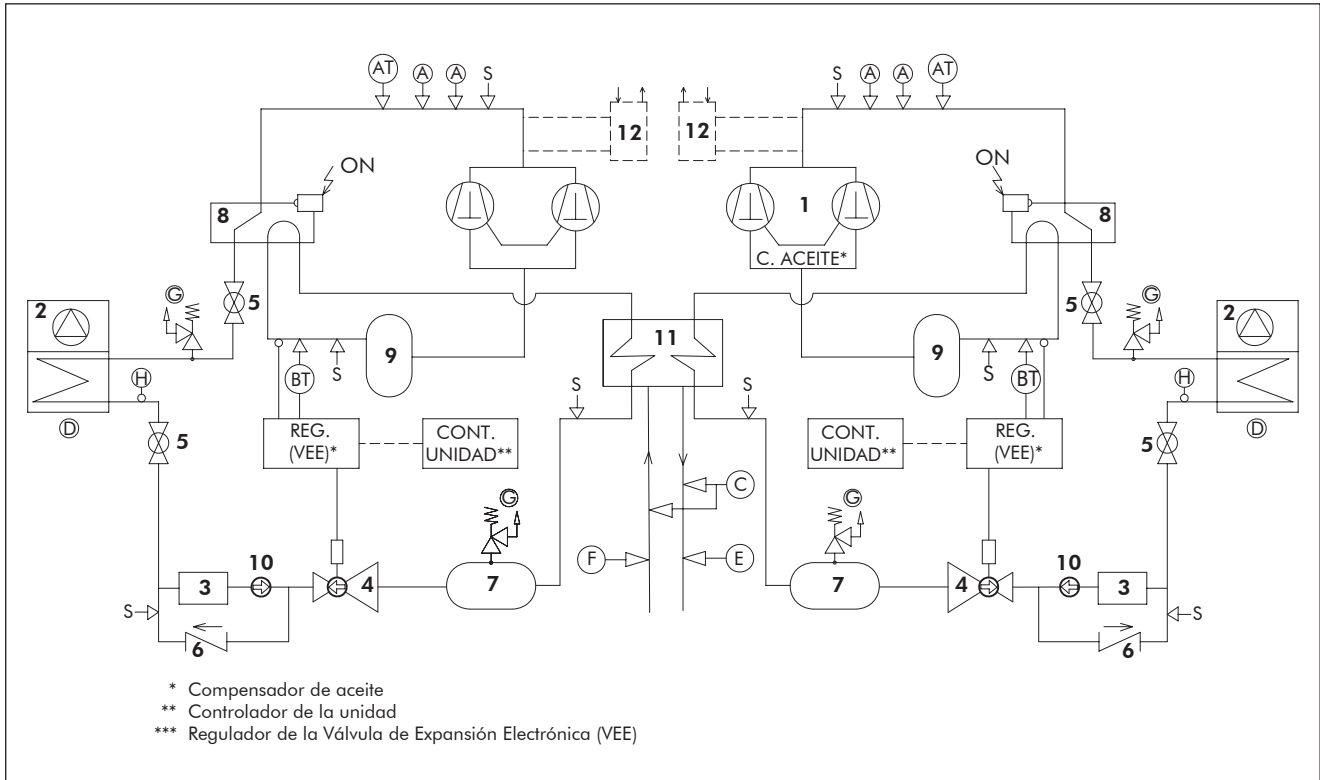 AT A A S
S A A AT
12 12
ON
ON
8
1
8
C. ACEITE*
G
5
5
G
2
2
11
9
9
H
S
S
H
BT
BT
S
S
D
D
5
REG.
(VEE)*
CONT.
UNIDAD**
CONT.
UNIDAD**
REG.
(VEE)*
5
C
G
G
F
E
10
10
3
4
7
7
4
3
S
S
6
6
* Compensador de aceite
** Controlador de la unidad
*** Regulador de la Válvula de Expansión Electrónica (VEE)